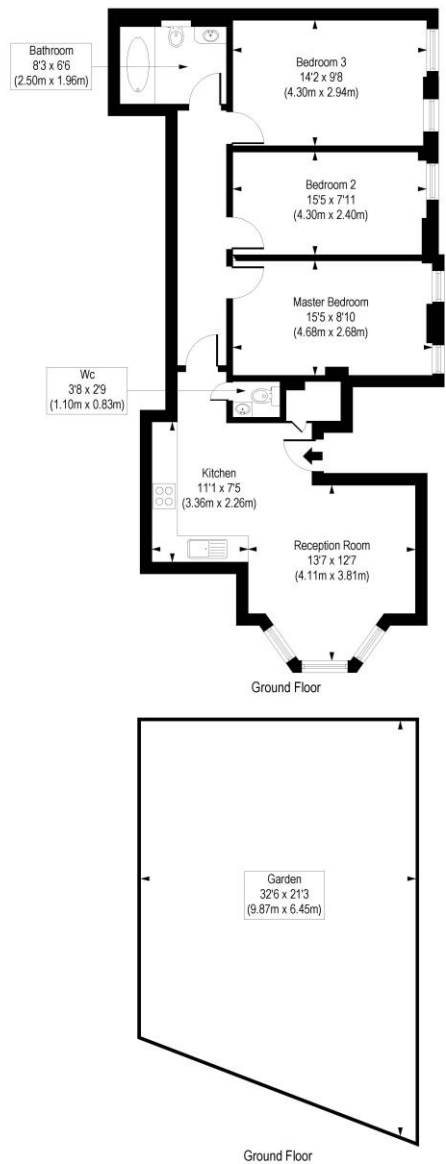 Bathroom
8'3 x 6'6
(2.50m x 1.96m)
Bedroom 3
14'2 x 9'8
(4.30m x 2.94m)
Bedroom 2
15'5 x 7'11
(4.30m x 2.40m)
Master Bedroom
15'5 x 8'10
(4.68m x 2.68m)
Wc
3'8 x 2'9
(1.10m x 0.83m)
Kitchen
11'1 x 7'5
(3.36m x 2.26m)
Reception Room
13'7 x 12'7
(4.11m x 3.81m)
Ground Floor
Garden
32'6 x 21'3
(9.87m x 6.45m)
Ground Floor